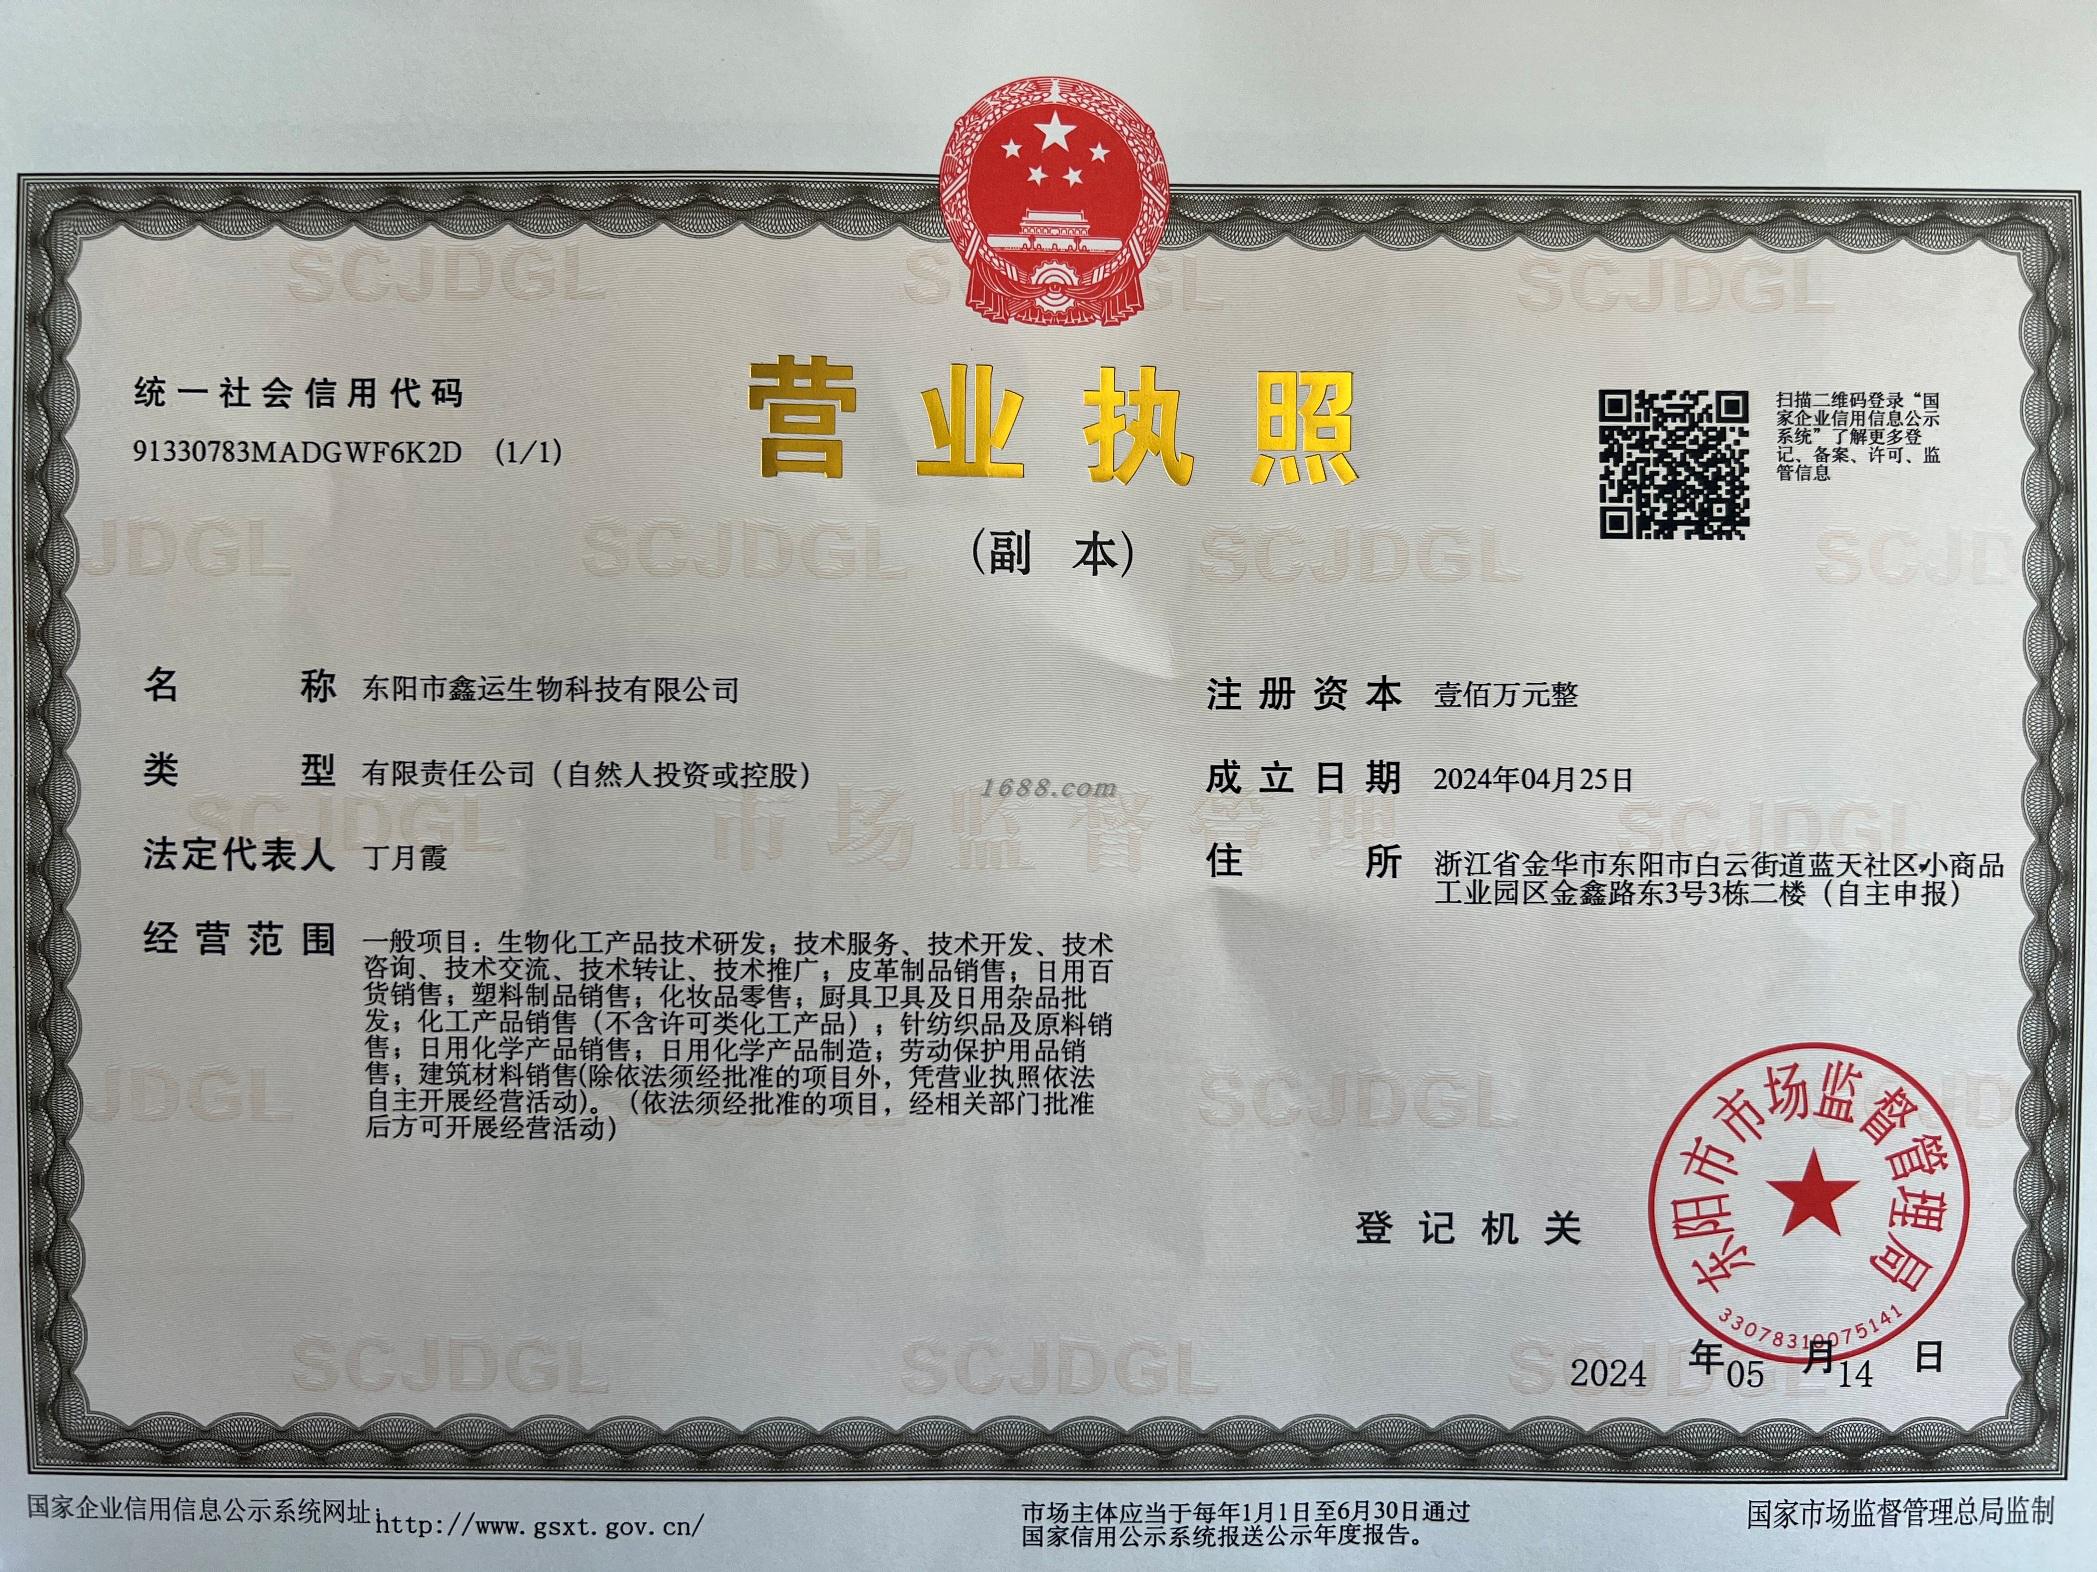 统一社会信用代码
91330783MADGWF6K2D (1/1)
营业执照
(副 本)
扫描二维码登录“国
家企业信用信息公示
系统”了解更多登
记、备案、许可、监
管信息
名 称 东阳市鑫运生物科技有限公司
类 型 有限责任公司（自然人投资或控股）
法定代表人 丁月霞
经营范围 一般项目：生物化工产品技术研发；技术服务、技术开发、技术
咨询、技术交流、技术转让、技术推广；皮革制品销售；日用百
货销售；塑料制品销售；化妆品零售；厨具卫具及日用杂品批
发；化工产品销售（不含许可类化工产品）；针纺织品及原料销
售；日用化学产品销售；日用化学产品制造；劳动保护用品销
售；建筑材料销售(除依法须经批准的项目外，凭营业执照依法
自主开展经营活动)。（依法须经批准的项目，经相关部门批准
后方可开展经营活动）
注册资本 壹佰万元整
成立日期 2024年04月25日
住 所 浙江省金华市东阳市白云街道蓝天社区小商品
工业园区金鑫路东3号3栋二楼（自主申报）
1688.com
市场监督管理
SCJDGL
登记机关
东阳市市场监督管理局
33078310075141
2024年05月14日
国家企业信用信息公示系统网址：http://www.gsxt.gov.cn/
市场主体应当于每年1月1日至6月30日通过
国家信用公示系统报送公示年度报告。
国家市场监督管理总局监制